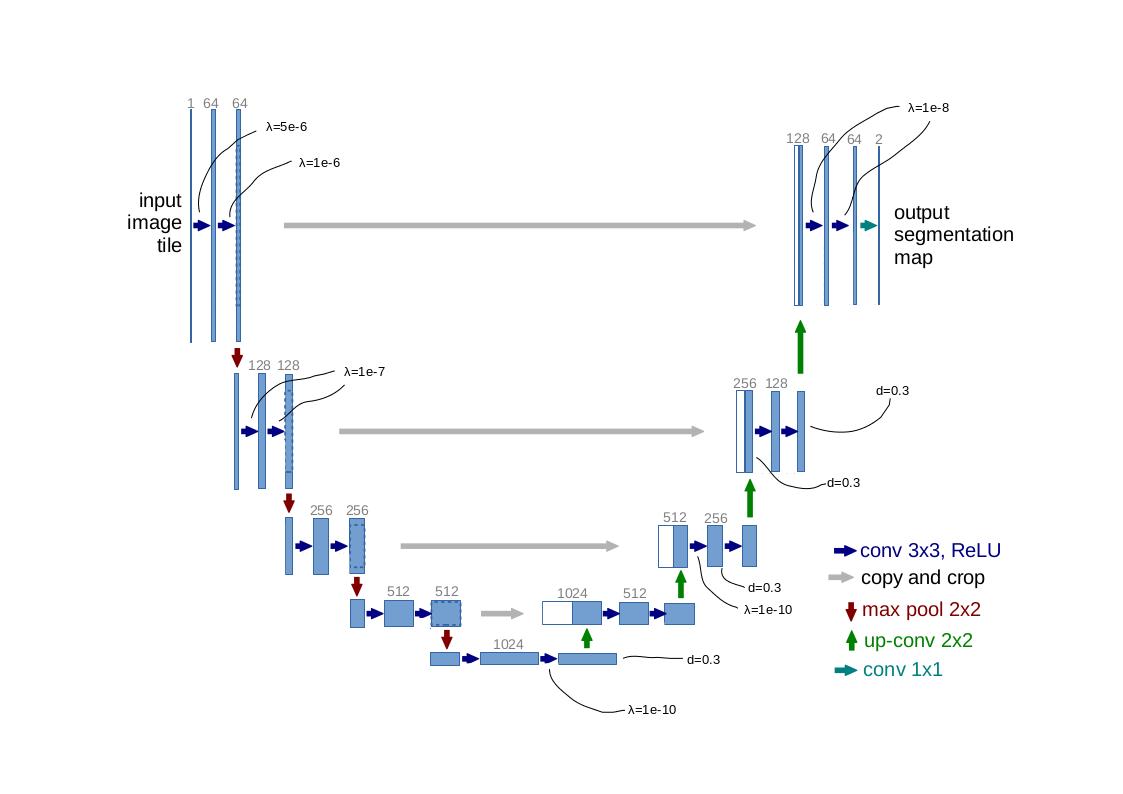 1 64 64
λ=5e-6
λ=1e-6
input
image
tile
λ=1e-8
128 64 64 2
output
segmentation
map
128 128
λ=1e-7
256 128
d=0.3
d=0.3
256 256
512 256
d=0.3
λ=1e-10
512 512
1024 512
1024
d=0.3
λ=1e-10
conv 3x3, ReLU
copy and crop
max pool 2x2
up-conv 2x2
conv 1x1